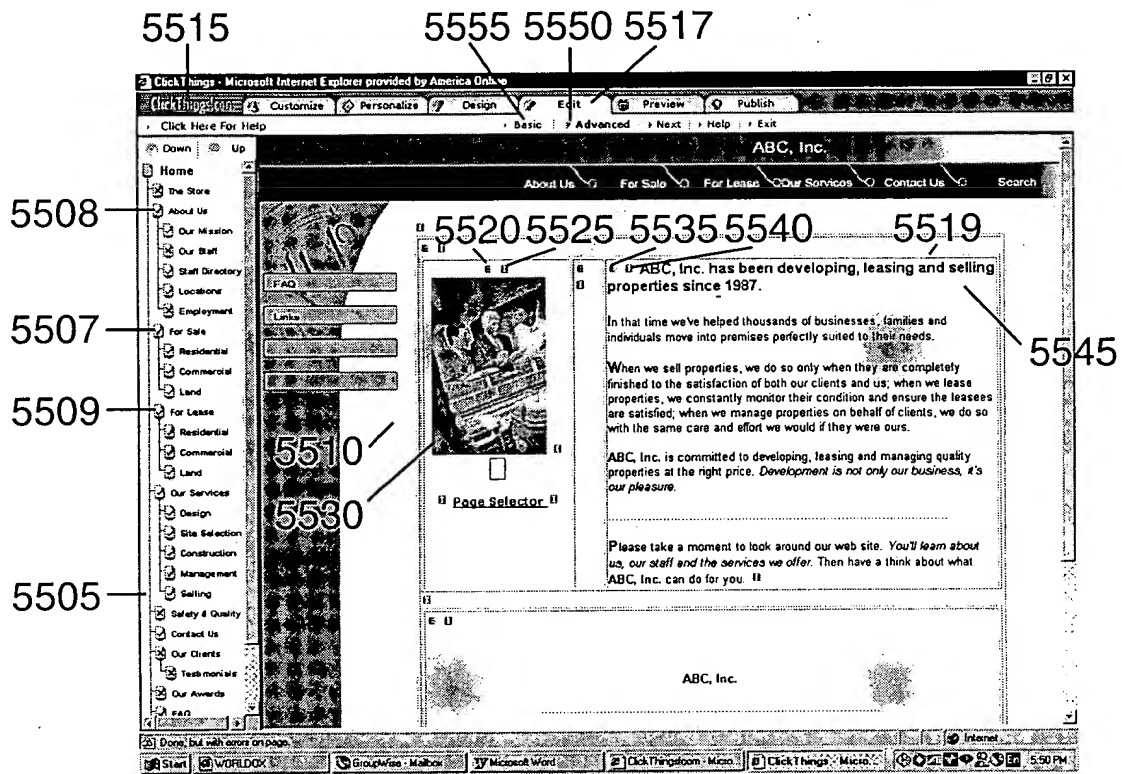 5515 5555 5550 5517
ClickThings - Microsoft Internet Explorer provided by America Online
Customize Personalize Design Edit Preview Publish
Click Here For Help Basic Advanced Next Help Exit
Down Up
ABC, Inc.
Home
About Us For Sale For Lease Our Services Contact Us Search
The Store
5508
About Us
Our Mission
Our Staff
Staff Directory
Locations
Employment
5507
For Sale
Residential
Commercial
Land
5509
For Lease
Residential
Commercial
Land
Our Services
Design
Site Selection
Construction
Management
5505
Selling
Safety & Quality
Contact Us
Our Clients
Testimonials
Our Awards
FAQ
FAQ
Links
5510
5530
5520 5525 5535 5540 5519
Page Selector
ABC, Inc. has been developing, leasing and selling
properties since 1987.
5545
In that time we've helped thousands of businesses, families and
individuals move into premises perfectly suited to their needs.
When we sell properties, we do so only when they are completely
finished to the satisfaction of both our clients and us; when we lease
properties, we constantly monitor their condition and ensure the leasees
are satisfied; when we manage properties on behalf of clients, we do so
with the same care and effort we would if they were ours.
ABC, Inc. is committed to developing, leasing and managing quality
properties at the right price. Development is not only our business, it's
our pleasure.
Please take a moment to look around our web site. You'll learn about
us, our staff and the services we offer. Then have a think about what
ABC, Inc. can do for you.
ABC, Inc.
Done, but with errors on page. Internet
Start WORLDOX GroupWise - Mailbox Microsoft Word ClickThings - Micro... 5:50 PM